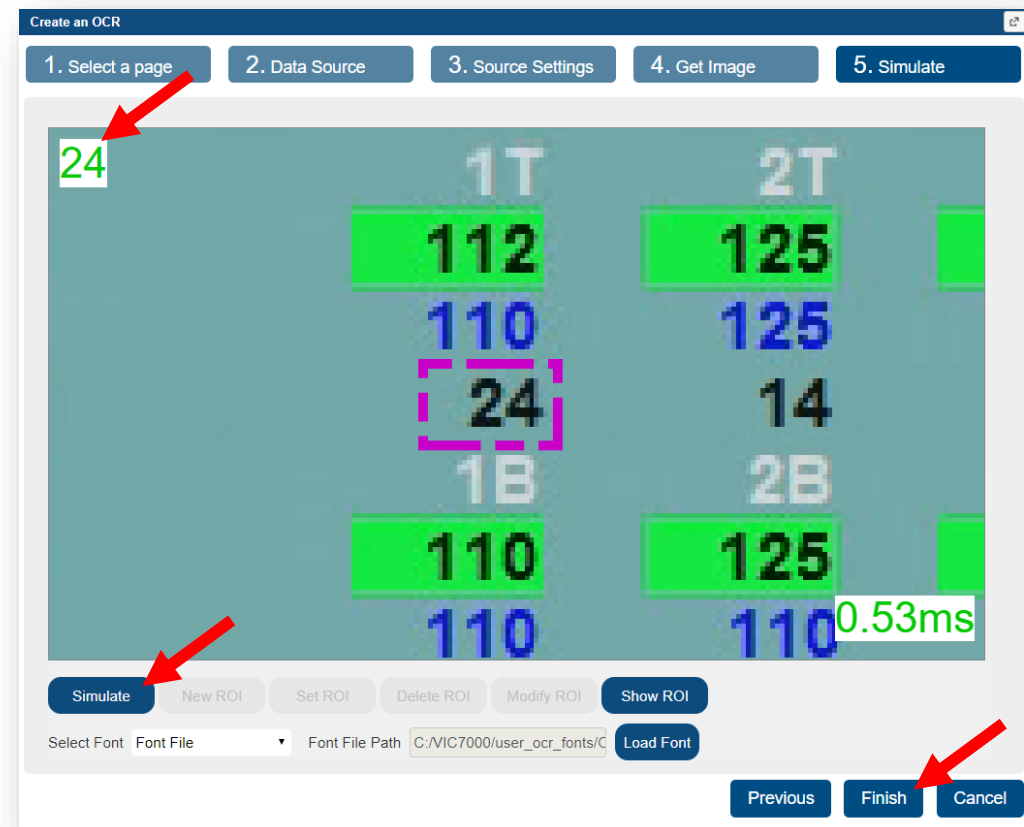 Create an OCR
1. Select a page 2. Data Source 3. Source Settings 4. Get Image 5. Simulate
24
1T 2T
112 125
110 125
24 14
1B 2B
110 125
110 110
0.53ms
Simulate New ROI Set ROI Delete ROI Modify ROI Show ROI
Select Font Font File Font File Path C:/VIC7000/user_ocr_fonts/C Load Font
Previous Finish Cancel